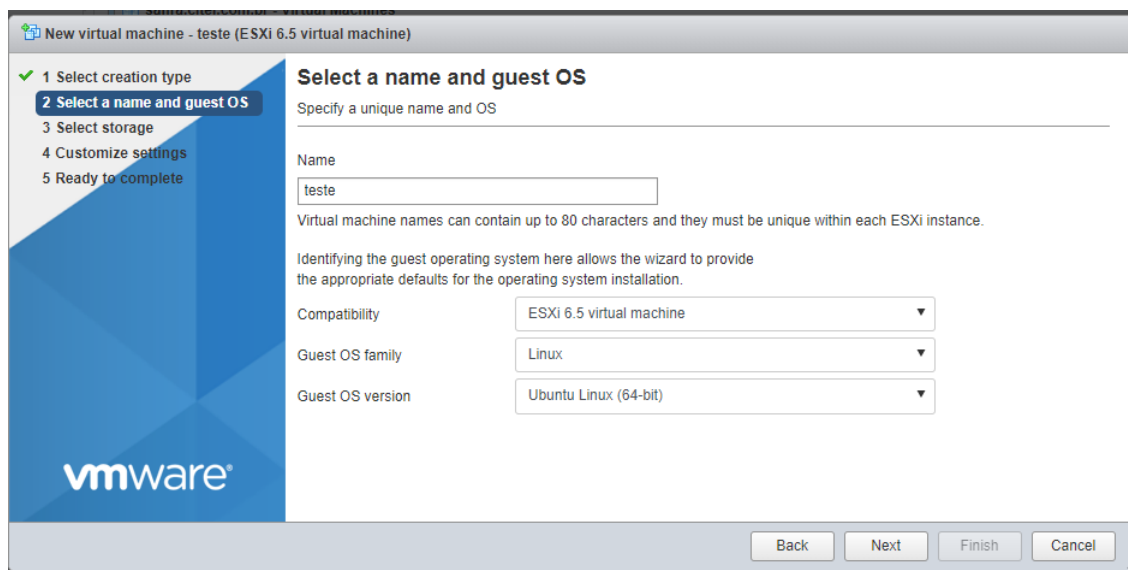 New virtual machine - teste (ESXi 6.5 virtual machine)
1 Select creation type
2 Select a name and guest OS
3 Select storage
4 Customize settings
5 Ready to complete
vmware®
Select a name and guest OS
Specify a unique name and OS
Name
teste
Virtual machine names can contain up to 80 characters and they must be unique within each ESXi instance.
Identifying the guest operating system here allows the wizard to provide
the appropriate defaults for the operating system installation.
Compatibility ESXi 6.5 virtual machine
Guest OS family Linux
Guest OS version Ubuntu Linux (64-bit)
Back Next Finish Cancel